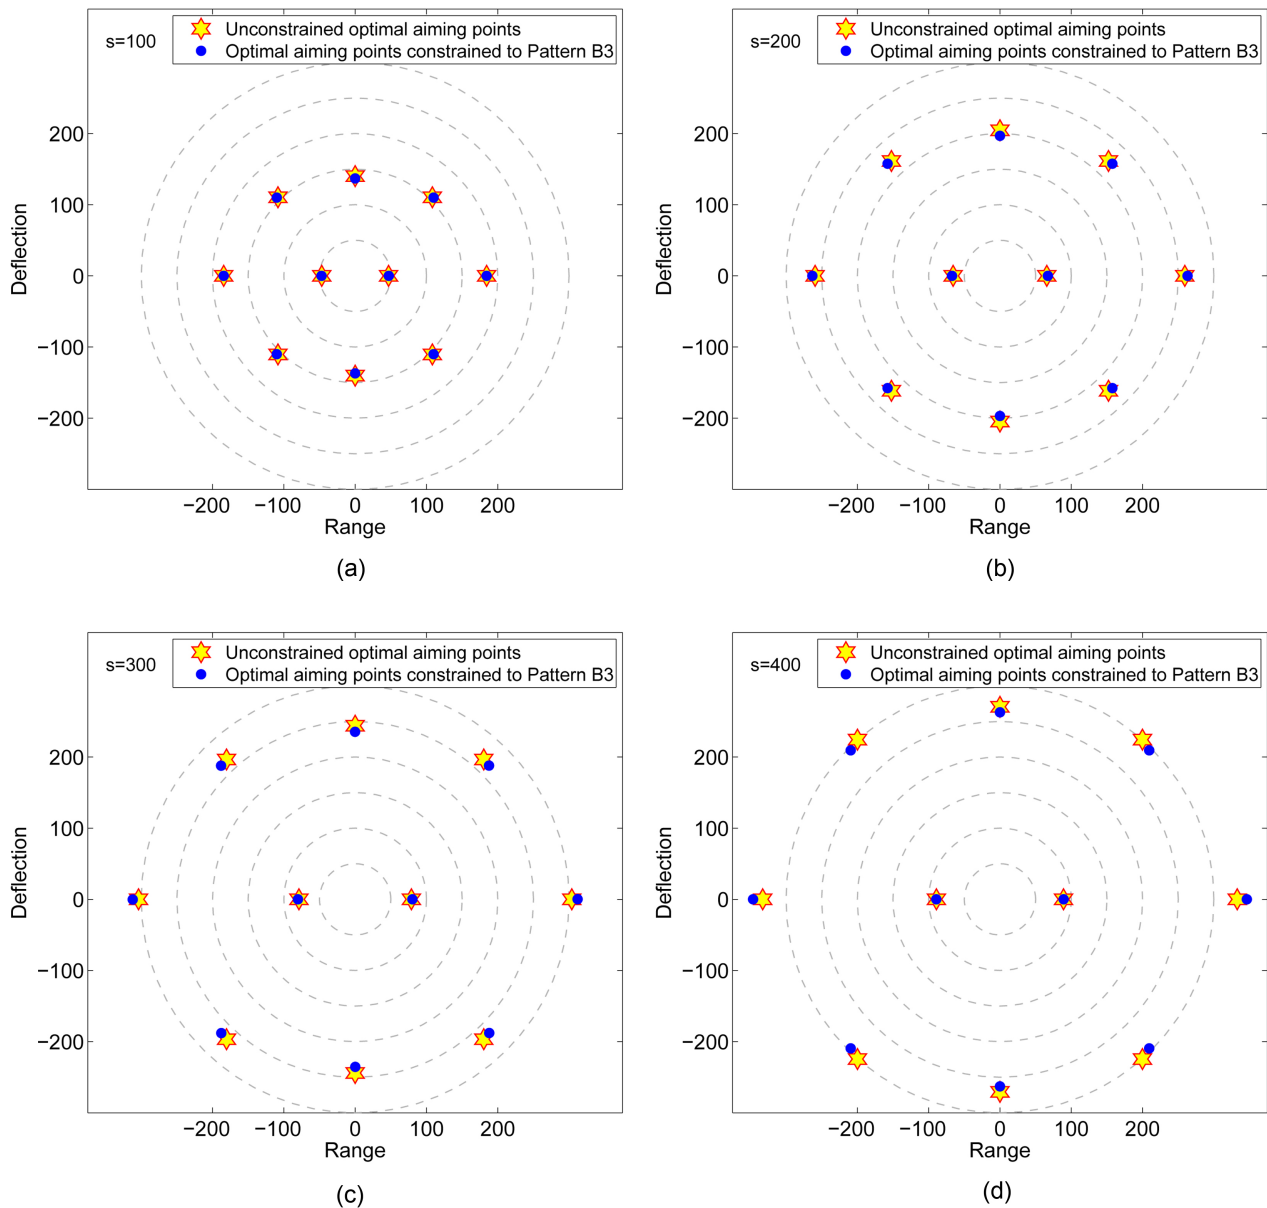 s=100
Unconstrained optimal aiming points
Optimal aiming points constrained to Pattern B3
200
100
0
−100
−200
Deflection
−200 −100 0 100 200
Range
(a)
s=200
Unconstrained optimal aiming points
Optimal aiming points constrained to Pattern B3
200
100
0
−100
−200
Deflection
−200 −100 0 100 200
Range
(b)
s=300
Unconstrained optimal aiming points
Optimal aiming points constrained to Pattern B3
200
100
0
−100
−200
Deflection
−200 −100 0 100 200
Range
(c)
s=400
Unconstrained optimal aiming points
Optimal aiming points constrained to Pattern B3
200
100
0
−100
−200
Deflection
−200 −100 0 100 200
Range
(d)